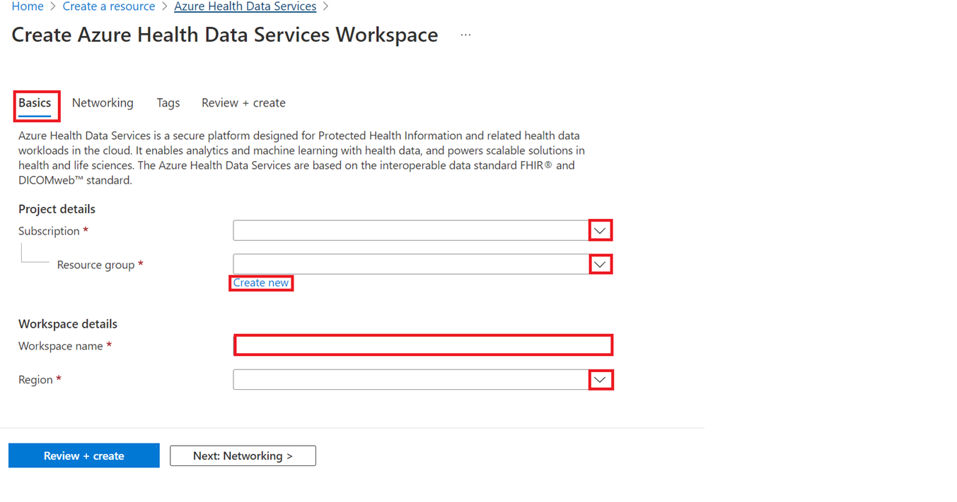 Home > Create a resource > Azure Health Data Services >
Create Azure Health Data Services Workspace ...
Basics Networking Tags Review + create
Azure Health Data Services is a secure platform designed for Protected Health Information and related health data
workloads in the cloud. It enables analytics and machine learning with health data, and powers scalable solutions in
health and life sciences. The Azure Health Data Services are based on the interoperable data standard FHIR® and
DICOMweb™ standard.
Project details
Subscription *
Resource group *
Create new
Workspace details
Workspace name *
Region *
Review + create Next: Networking >